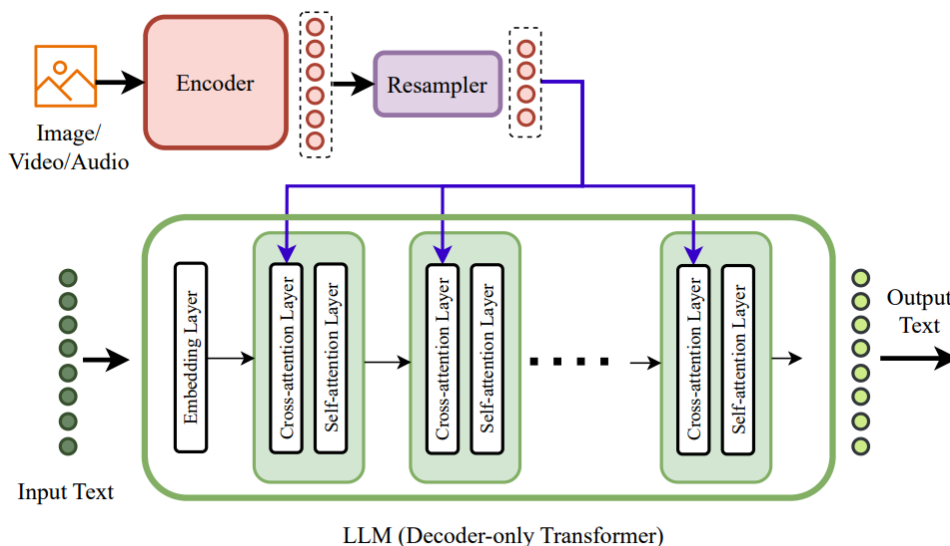 Encoder
Resampler
Image/
Video/Audio
Embedding Layer
Cross-attention Layer
Self-attention Layer
Cross-attention Layer
Self-attention Layer
Cross-attention Layer
Self-attention Layer
Output
Text
Input Text
LLM (Decoder-only Transformer)